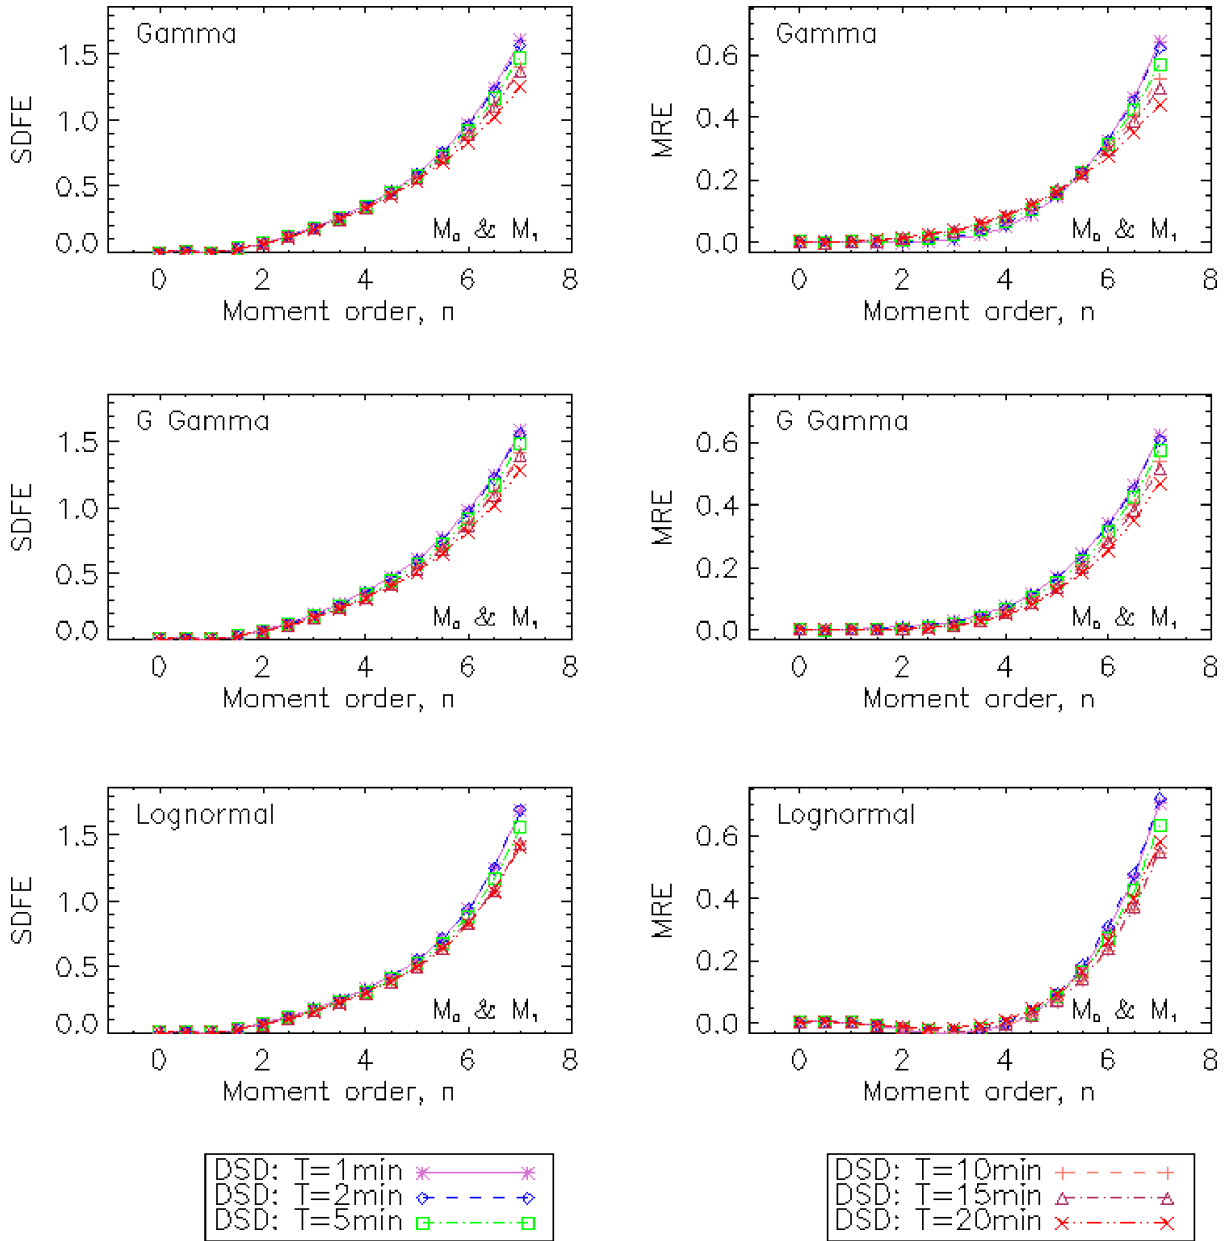 Gamma
SDFE
1.5
1.0
0.5
0.0
M₀ & M₁
0 2 4 6 8
Moment order, n
Gamma
MRE
0.6
0.4
0.2
0.0
M₀ & M₁
0 2 4 6 8
Moment order, n
G Gamma
SDFE
1.5
1.0
0.5
0.0
M₀ & M₁
0 2 4 6 8
Moment order, n
G Gamma
MRE
0.6
0.4
0.2
0.0
M₀ & M₁
0 2 4 6 8
Moment order, n
Lognormal
SDFE
1.5
1.0
0.5
0.0
M₀ & M₁
0 2 4 6 8
Moment order, n
Lognormal
MRE
0.6
0.4
0.2
0.0
M₀ & M₁
0 2 4 6 8
Moment order, n
DSD: T=1min
DSD: T=2min
DSD: T=5min
DSD: T=10min
DSD: T=15min
DSD: T=20min